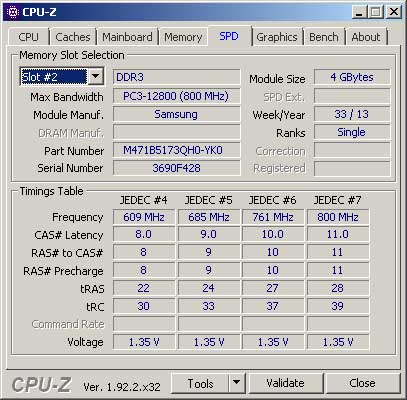 CPU-Z
CPU Caches Mainboard Memory SPD Graphics Bench About
Memory Slot Selection
Slot #2 DDR3 Module Size 4 GBytes
Max Bandwidth PC3-12800 (800 MHz) SPD Ext.
Module Manuf. Samsung Week/Year 33 / 13
DRAM Manuf. Ranks Single
Part Number M471B5173QH0-YK0 Correction
Serial Number 3690F428 Registered
Timings Table
JEDEC #4 JEDEC #5 JEDEC #6 JEDEC #7
Frequency 609 MHz 685 MHz 761 MHz 800 MHz
CAS# Latency 8.0 9.0 10.0 11.0
RAS# to CAS# 8 9 10 11
RAS# Precharge 8 9 10 11
tRAS 22 24 27 28
tRC 30 33 37 39
Command Rate
Voltage 1.35 V 1.35 V 1.35 V 1.35 V
CPU-Z Ver. 1.92.2.x32 Tools Validate Close